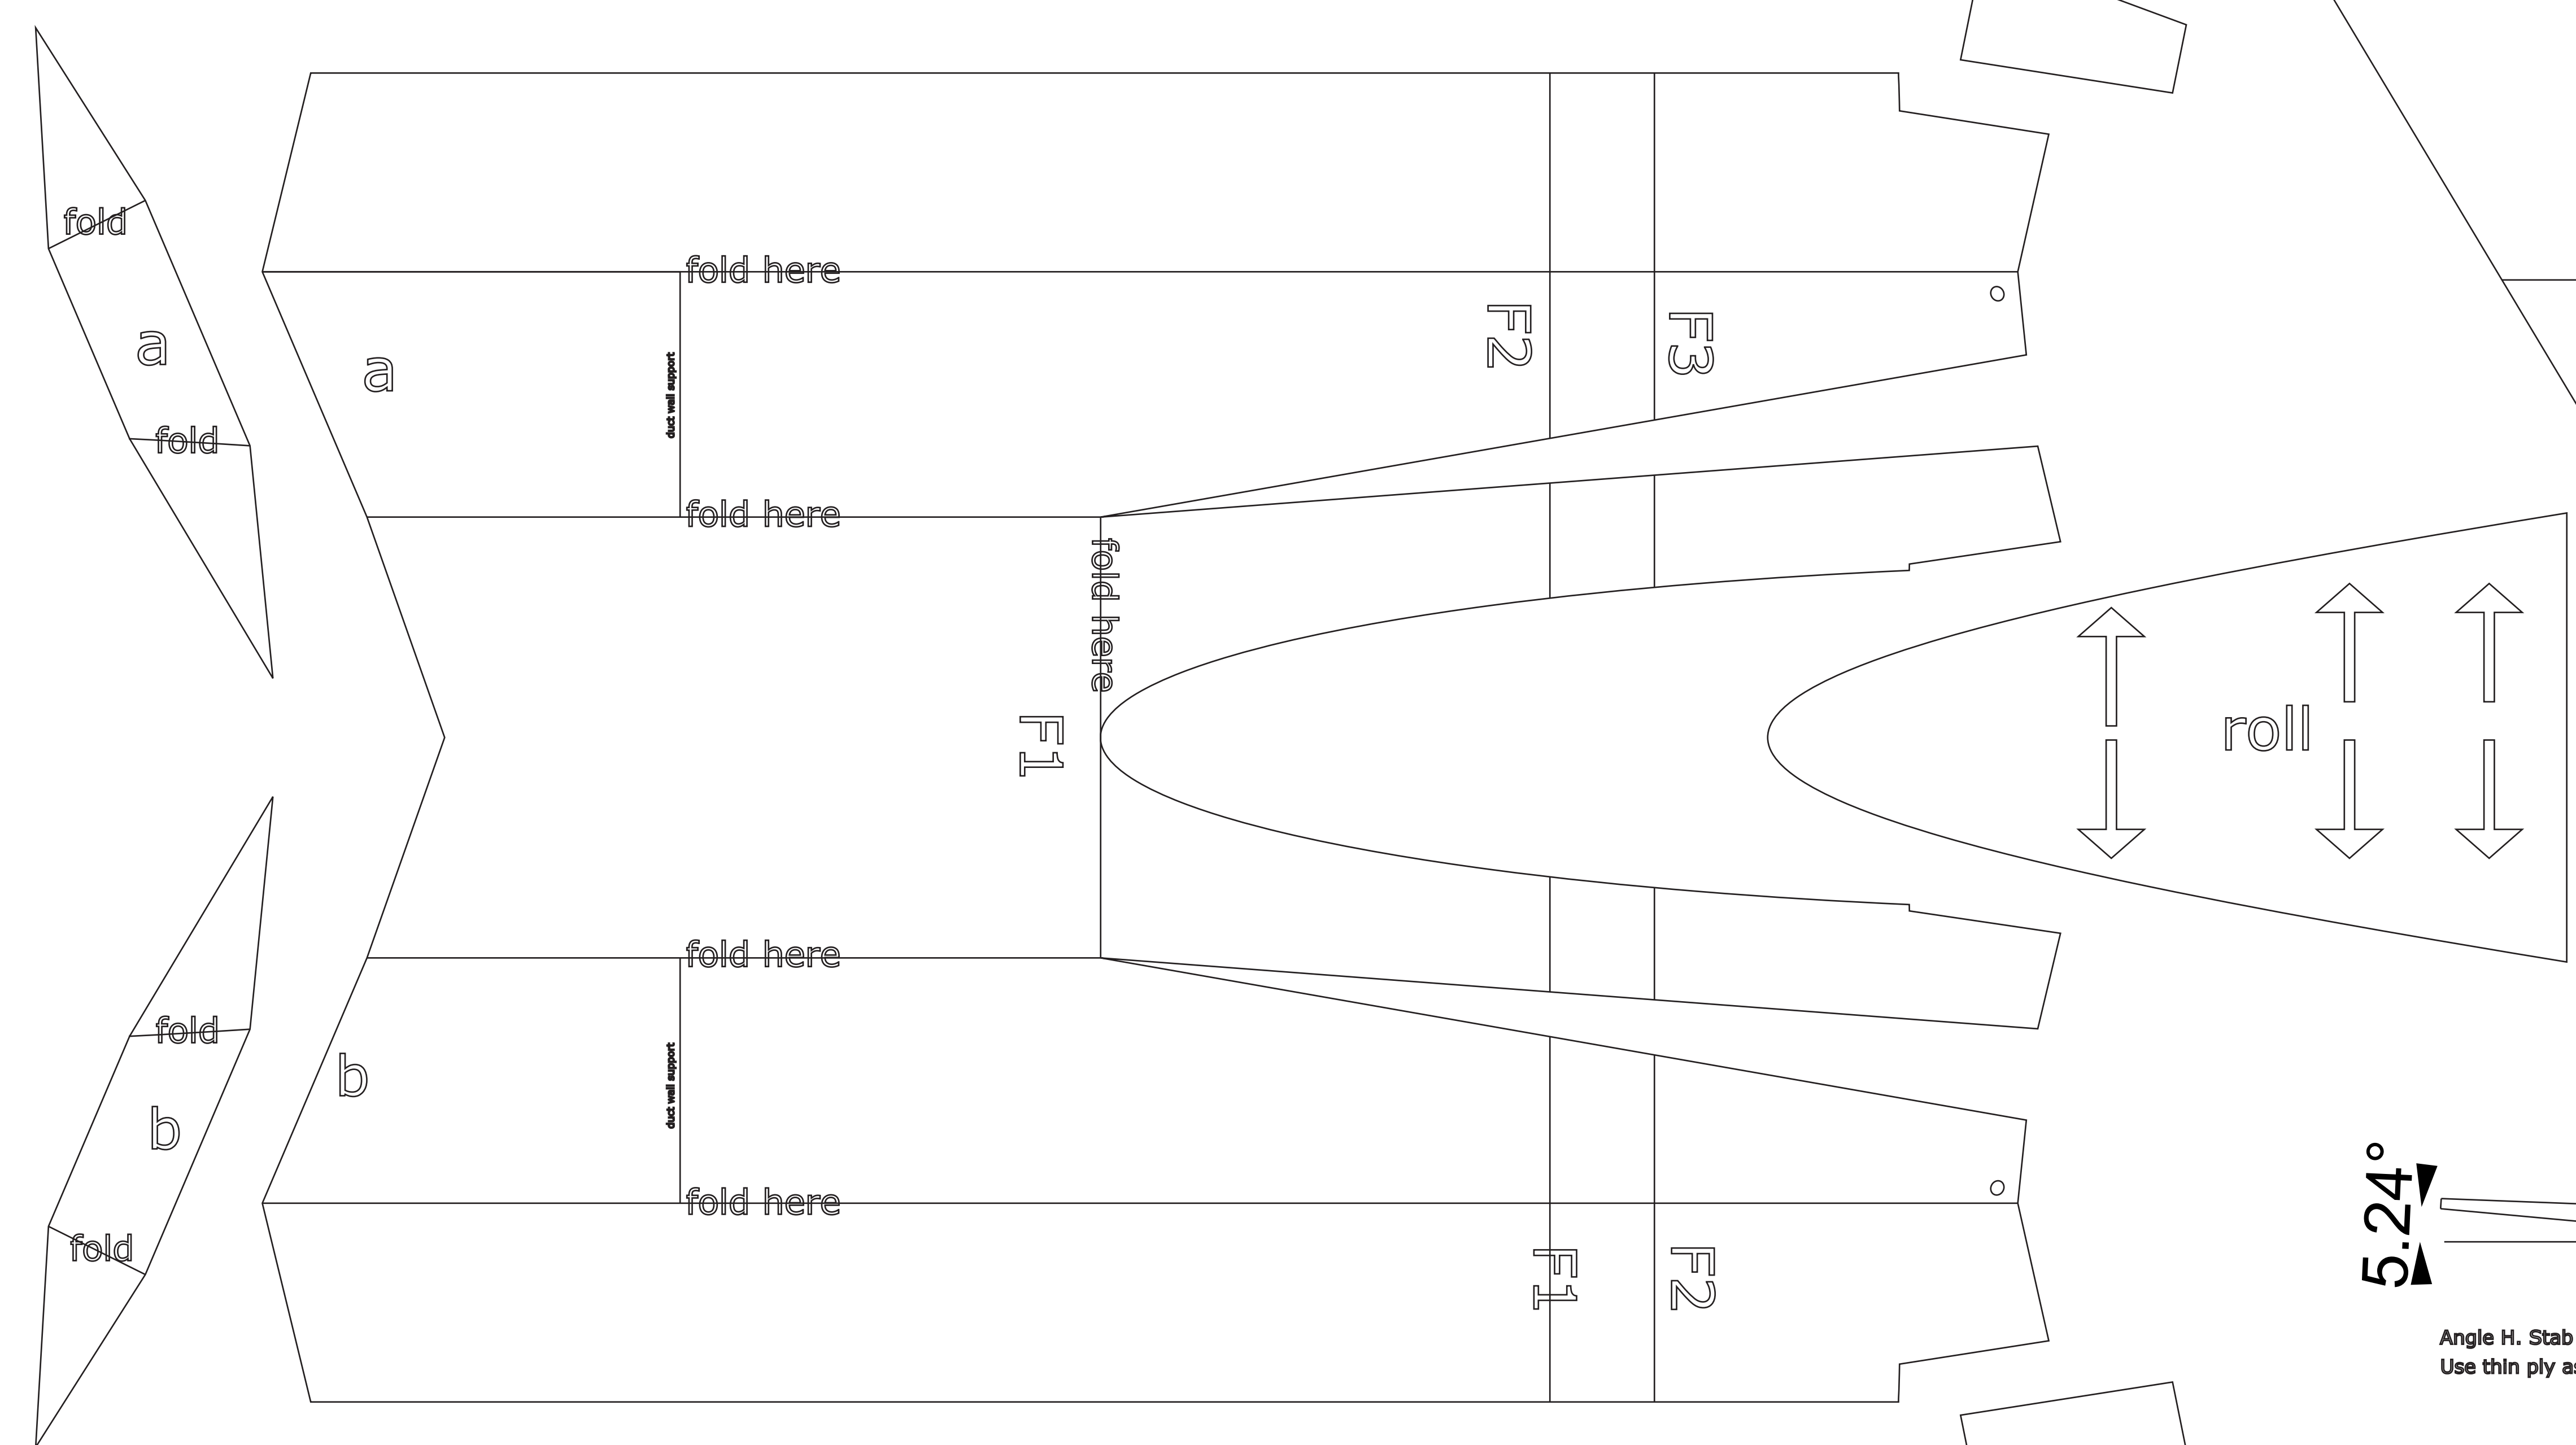 fold
a
fold
a
fold here
duct wall support
fold here
F2
F3
fold here
F1
roll
fold here
fold
b
fold
b
duct wall support
fold here
F1
F2
5.24°
Angle H. Stab
Use thin ply as